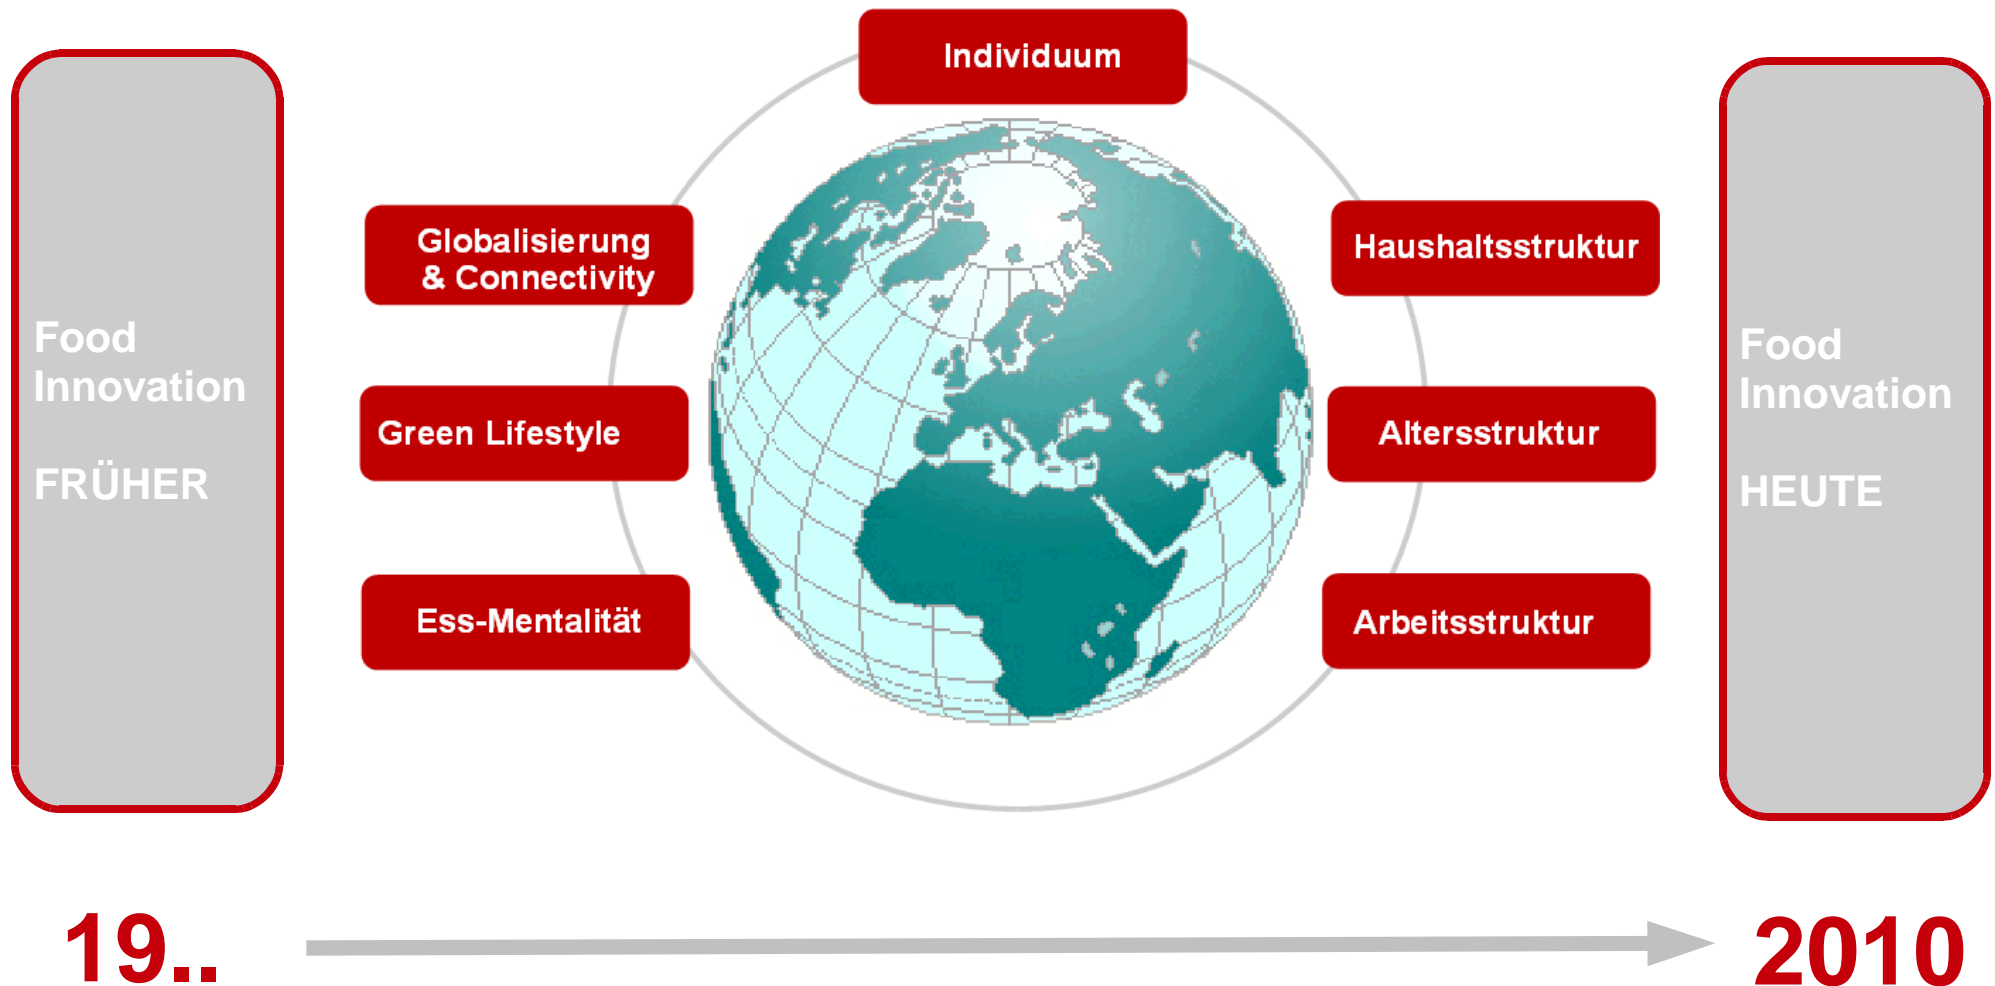 Individuum
Globalisierung
& Connectivity
Haushaltsstruktur
Food
Innovation
FRÜHER
Green Lifestyle
Altersstruktur
Food
Innovation
HEUTE
Ess-Mentalität
Arbeitsstruktur
19..
2010